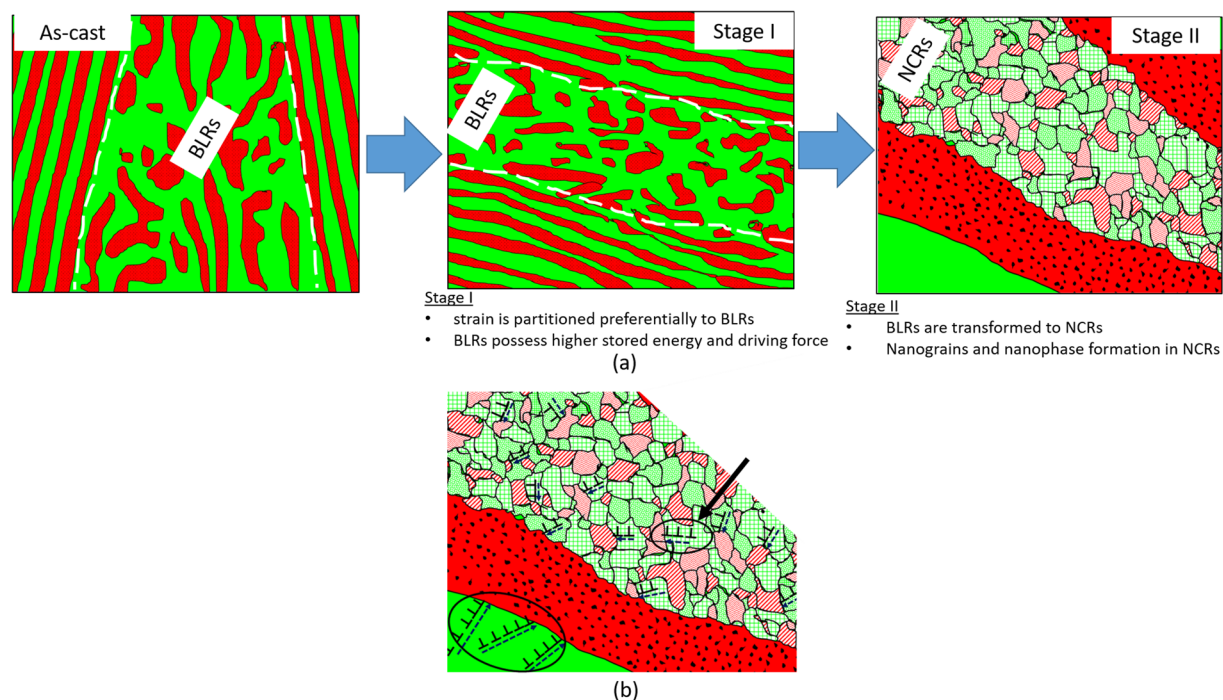 As-cast
BLRs
Stage I
BLRs
Stage II
NCRs
Stage I
• strain is partitioned preferentially to BLRs
• BLRs possess higher stored energy and driving force
Stage II
• BLRs are transformed to NCRs
• Nanograins and nanophase formation in NCRs
(a)
(b)